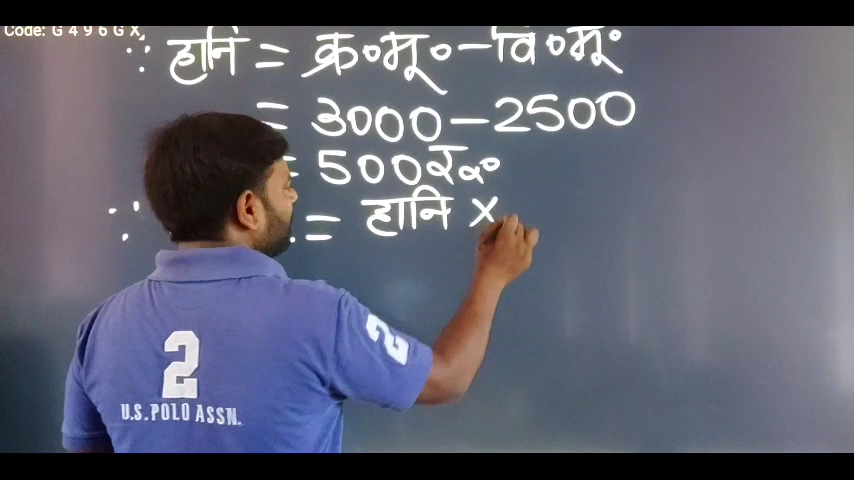 Code: G 4 9 6 G X
∵ हानि = क्र०मू०-वि०मू०
= 3000-2500
= 500रू०
= हानि ×
2
2
U.S. POLO ASSN.